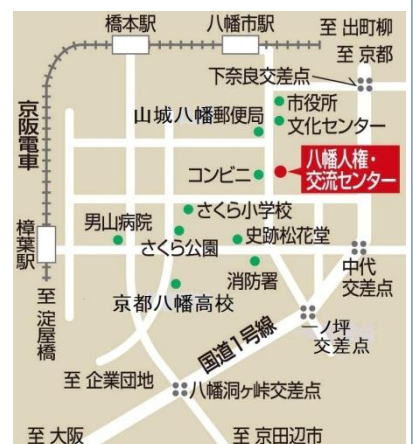 橋本駅
八幡市駅
至 出町柳
至 京都
下奈良交差点
市役所
山城八幡郵便局
文化センター
京阪電車
コンビニ
八幡人権・
交流センター
さくら小学校
男山病院
さくら公園
史跡松花堂
樟葉駅
消防署
中代
交差点
至 淀屋橋
京都八幡高校
国道1号線
一ノ坪
交差点
至 企業団地
八幡洞ヶ峠交差点
至 大阪
至 京田辺市